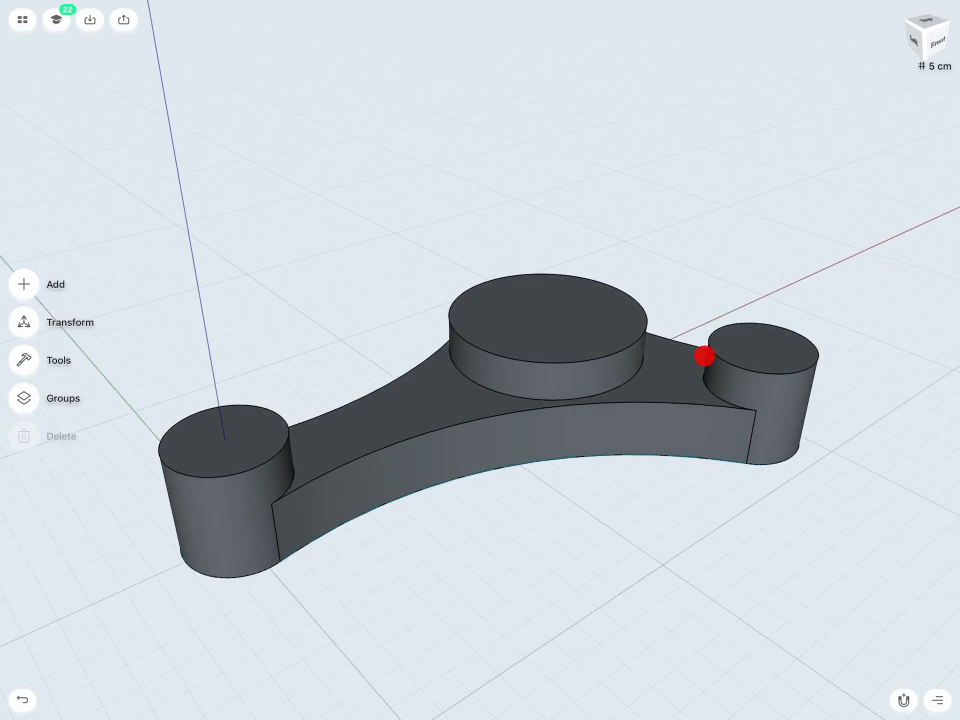 22
Front
# 5 cm
Add
Transform
Tools
Groups
Delete